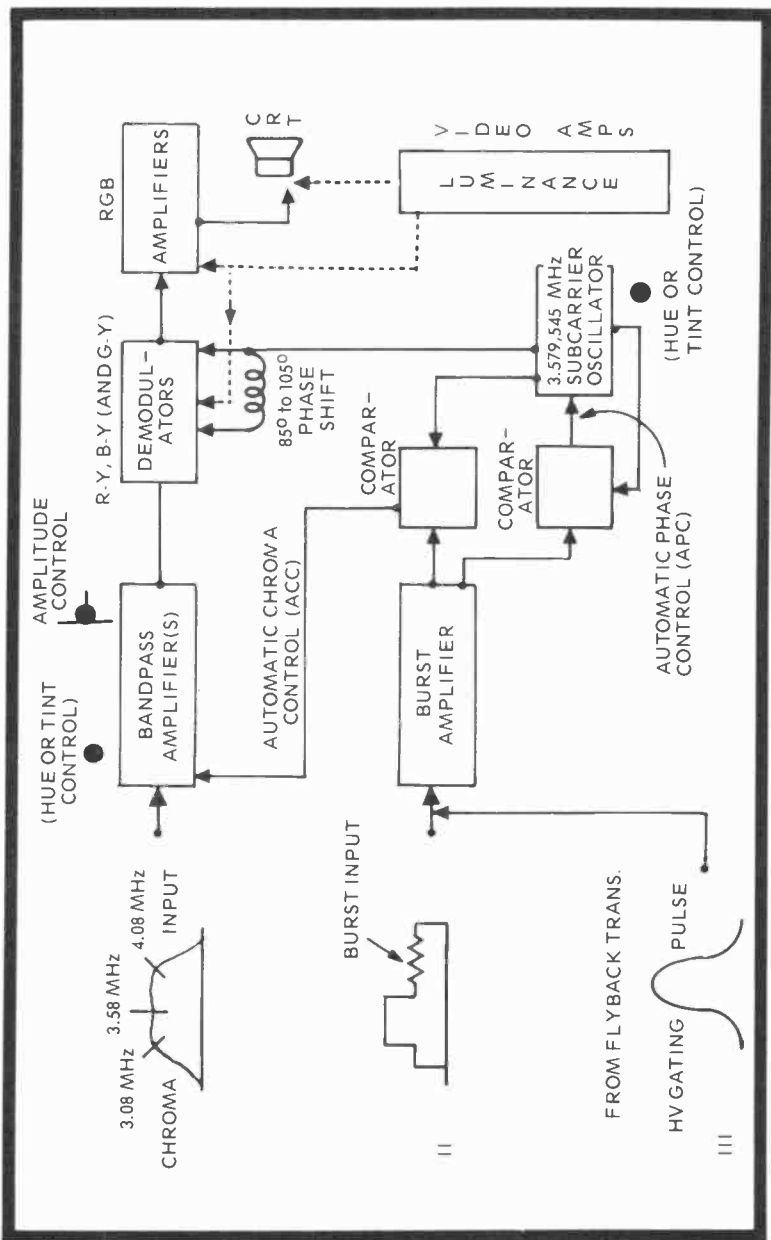 3.08 MHz
3.58 MHz
4.08 MHz
CHROMA
INPUT
(HUE OR TINT
CONTROL)
BANDPASS
AMPLIFIER(S)
AMPLITUDE
CONTROL
R-Y, B-Y (AND G-Y)
DEMODUL-
ATORS
RGB
AMPLIFIERS
CRT
85° to 105°
PHASE
SHIFT
AUTOMATIC CHROMA
CONTROL (ACC)
II
BURST INPUT
BURST
AMPLIFIER
COMPAR-
ATOR
LUMINANCE
VIDEO AMPS
COMPAR-
ATOR
3.579,545 MHz
SUBCARRIER
OSCILLATOR
(HUE OR
TINT CONTROL)
AUTOMATIC PHASE
CONTROL (APC)
FROM FLYBACK TRANS.
HV GATING PULSE
III